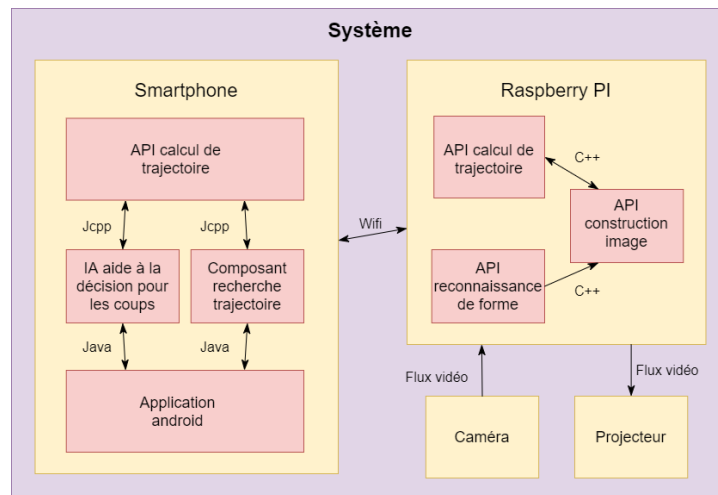 Système
Smartphone
API calcul de
trajectoire
Jcpp
Jcpp
IA aide à la
décision pour
les coups
Composant
recherche
trajectoire
Java
Java
Application
android
Wifi
Raspberry PI
API calcul de
trajectoire
C++
API
construction
image
API
reconnaissance
de forme
C++
Flux vidéo
Flux vidéo
Caméra
Projecteur